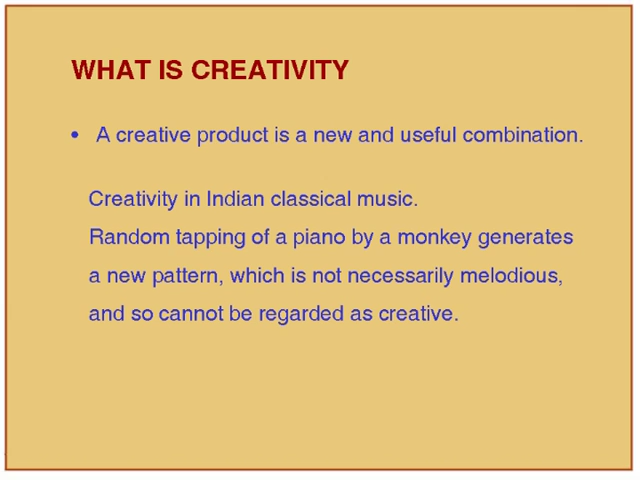 WHAT IS CREATIVITY
• A creative product is a new and useful combination.
Creativity in Indian classical music.
Random tapping of a piano by a monkey generates
a new pattern, which is not necessarily melodious,
and so cannot be regarded as creative.